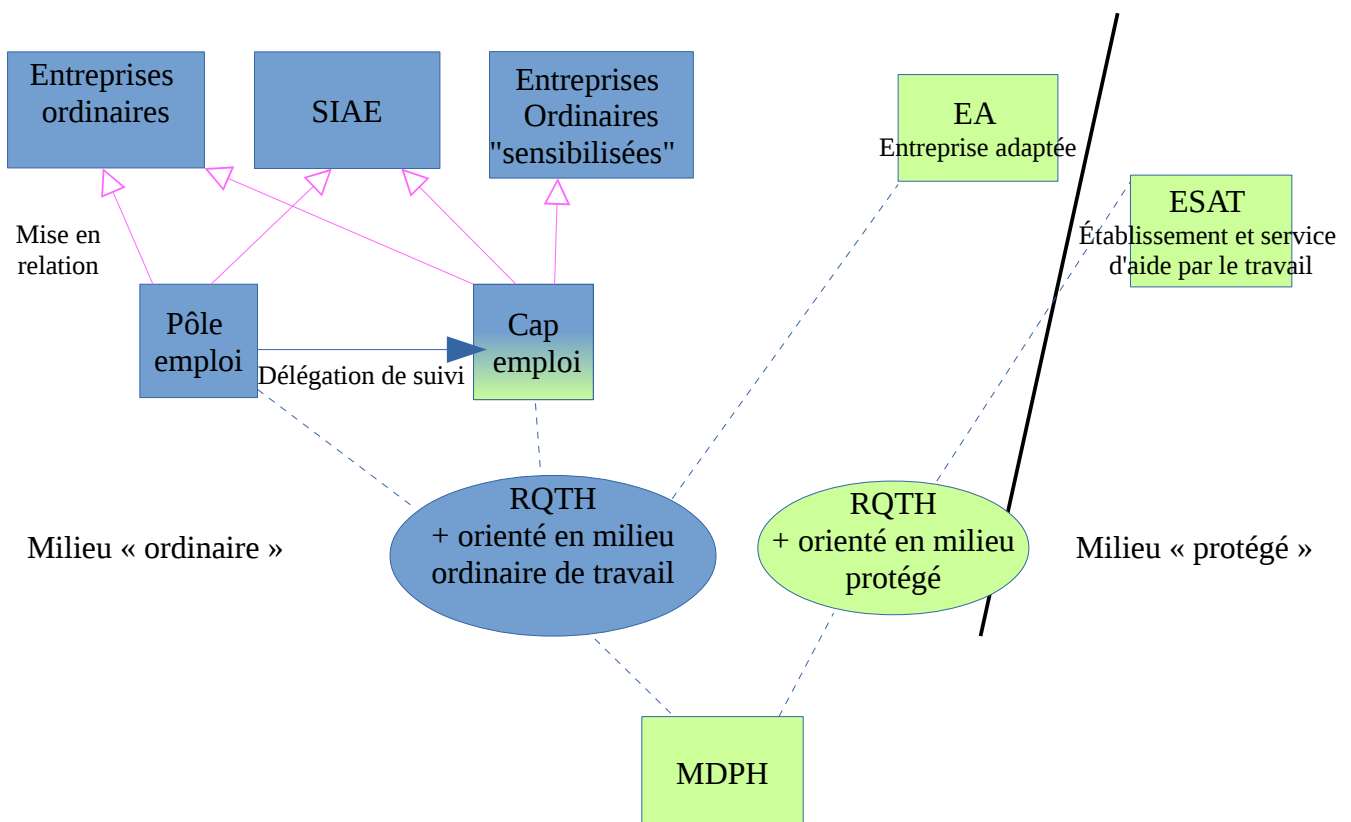 Entreprises
ordinaires
SIAE
Entreprises
Ordinaires
"sensibilisées"
EA
Entreprise adaptée
ESAT
Établissement et service
d'aide par le travail
Mise en
relation
Pôle
emploi
Délégation de suivi
Cap
emploi
Milieu « ordinaire »
RQTH
+ orienté en milieu
ordinaire de travail
RQTH
+ orienté en milieu
protégé
Milieu « protégé »
MDPH